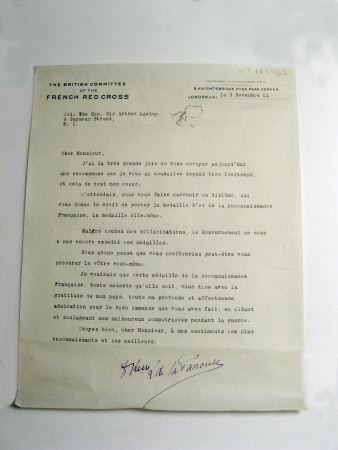 THE BRITISH COMMITTEE
OF THE
FRENCH RED CROSS
9, KNIGHTSBRIDGE, HYDE PARK CORNER
LONDON, le 3 Novembre 21
Col. The Hon. Sir Arthur Lawley,
Seymour Street,
W. 1.
Cher Monsieur,
J'ai la très grande joie de vous envoyer aujourd'hui
une récompense que je vous ai souhaitée depuis bien longtemps,
et cela de tout mon coeur.
J'attendais, pour vous faire parvenir ce diplôme, qui
vous donne le droit de porter la médaille d'or de la Reconnaissance
Française, la médaille elle-même.
Malgré toutes nos sollicitations, le Gouvernement ne nous
a pas encore expédié ces médailles.
Nous avons pensé que vous préféreriez peut-être vous
procurer la vôtre vous-même.
Je voudrais que cette médaille de la Reconnaissance
Française, toute modeste qu'elle soit, vous dise avec la
gratitude de mon pays, toute ma profonde et affectueuse
admiration pour le bien immense que vous avez fait, en aidant
et soulageant mes malheureux compatriotes pendant la guerre.
Croyez bien, cher Monsieur, à mes sentiments les plus
reconnaissants et les meilleurs.
de la Panouse